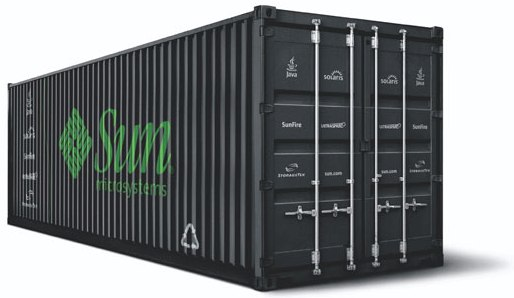 Sun
microsystems
Java
solaris
Java
solaris
SunFire
ULTRASPARC
SunFire
ULTRASPARC
STORAGETEK
sun.com
STORAGETEK
sun.com